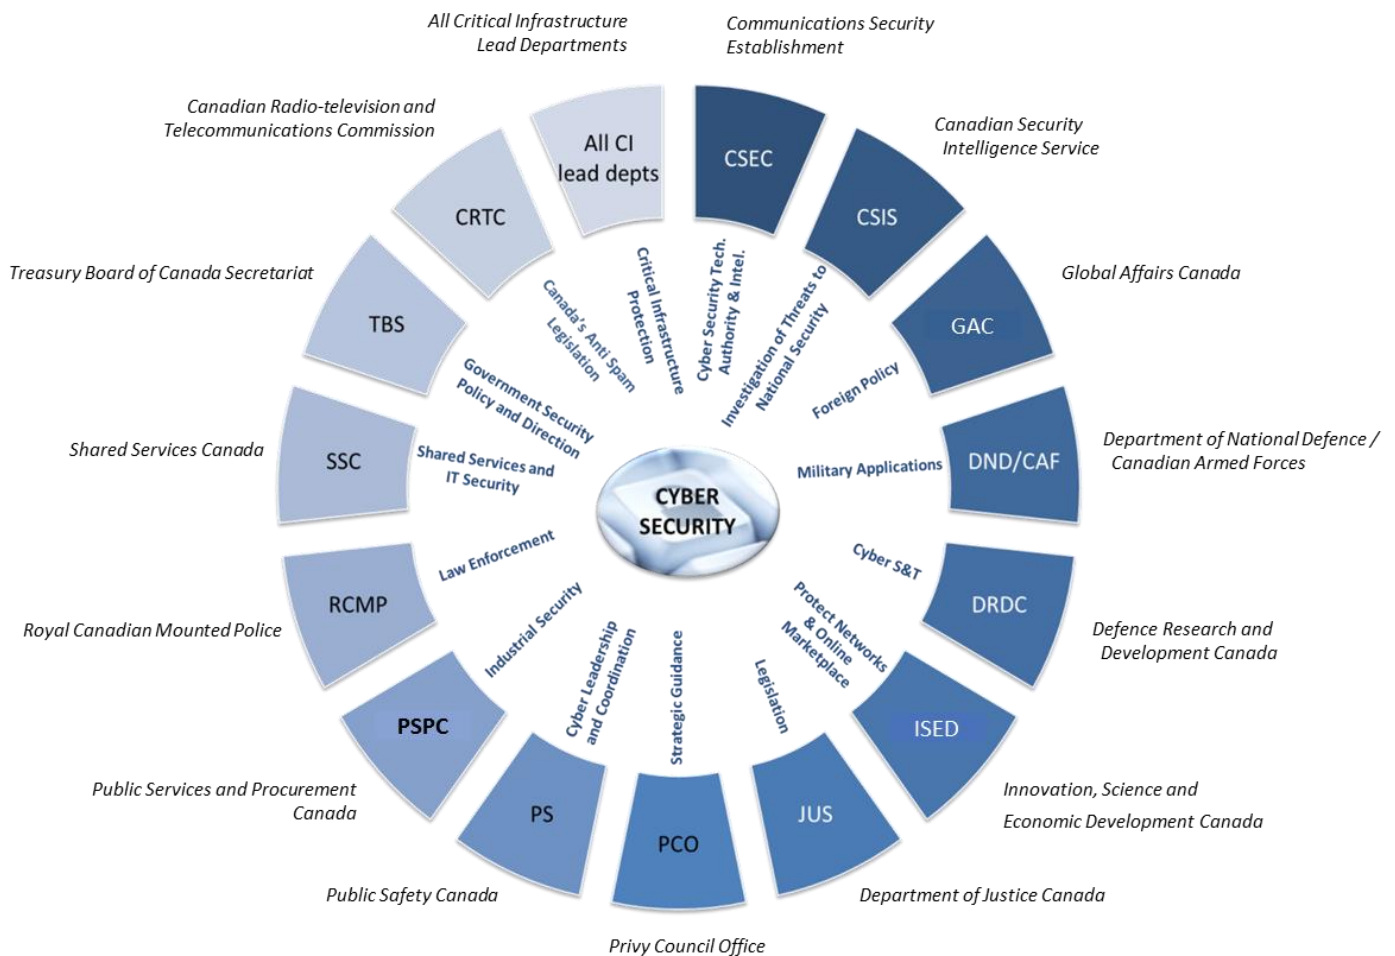 All Critical Infrastructure
Lead Departments
Communications Security
Establishment
Canadian Radio-television and
Telecommunications Commission
Canadian Security
Intelligence Service
Treasury Board of Canada Secretariat
Global Affairs Canada
Shared Services Canada
Department of National Defence /
Canadian Armed Forces
Royal Canadian Mounted Police
Defence Research and
Development Canada
Public Services and Procurement
Canada
Innovation, Science and
Economic Development Canada
Public Safety Canada
Department of Justice Canada
Privy Council Office
All CI
lead depts
CSEC
CSIS
GAC
DND/CAF
DRDC
ISED
JUS
PCO
PS
PSPC
RCMP
SSC
TBS
CRTC
Critical Infrastructure
Protection
Cyber Security Tech.
Authority & Intel.
Investigation of Threats to
National Security
Foreign Policy
Military Applications
Cyber S&T
Protect Networks
& Online
Marketplace
Legislation
Strategic Guidance
Cyber Leadership
and Coordination
Industrial Security
Law Enforcement
Shared Services and
IT Security
Government Security
Policy and Direction
Canada's Anti Spam
Legislation
CYBER
SECURITY